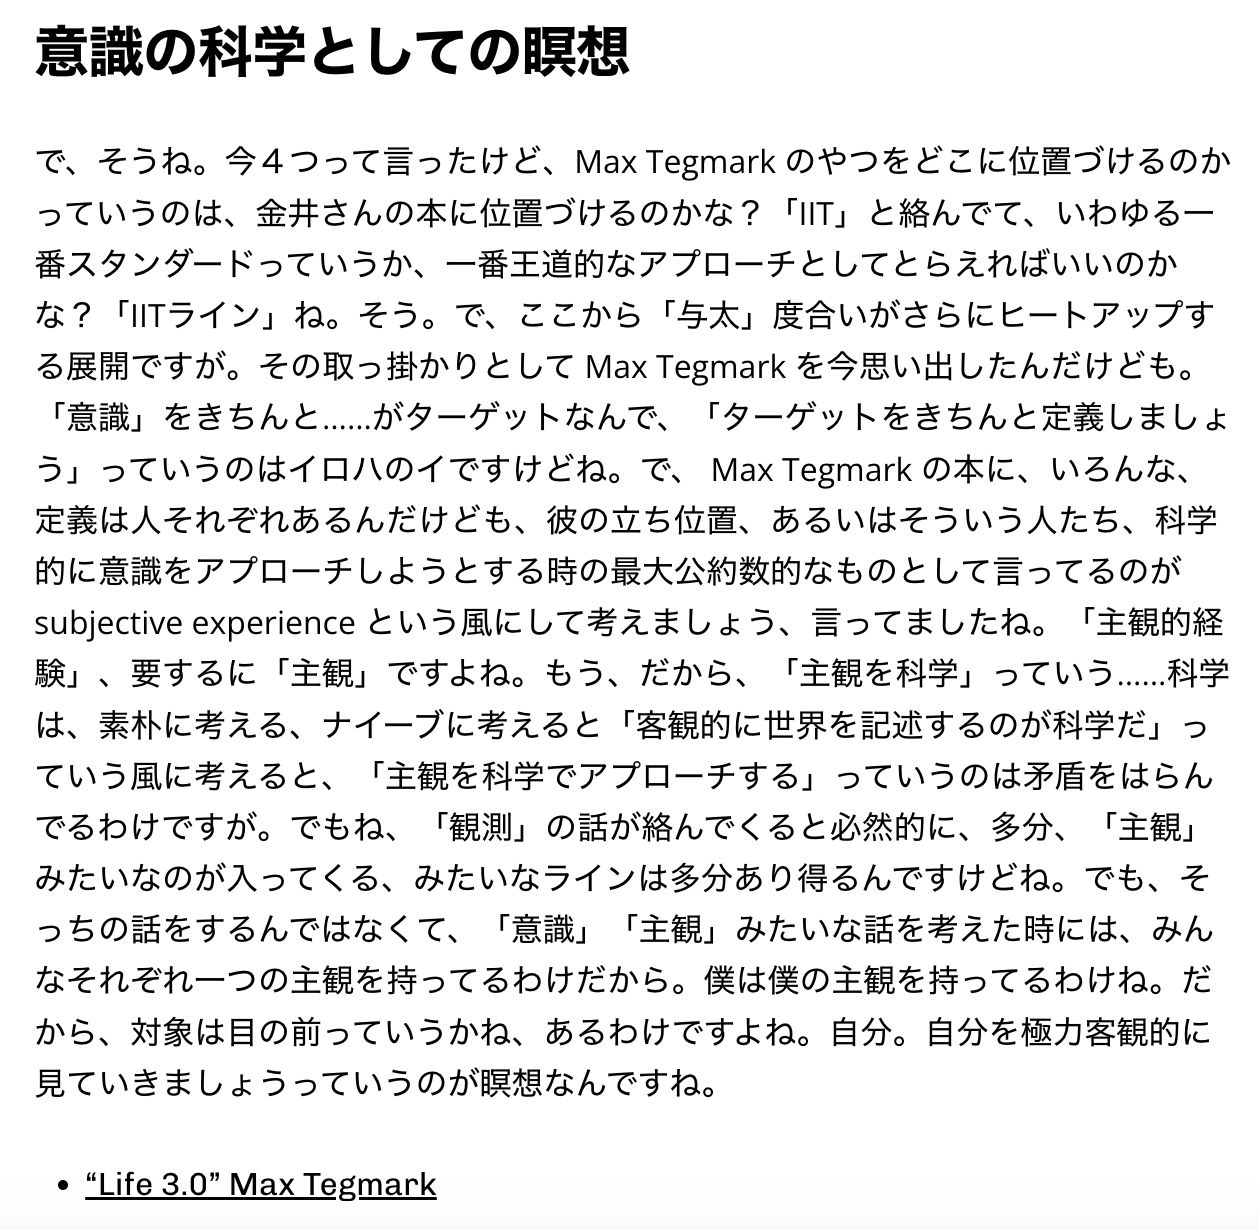 意識の科学としての瞑想
で、そうね。今４つって言ったけど、Max Tegmark のやつをどこに位置づけるのか
っていうのは、金井さんの本に位置づけるのかな？「IIT」と絡んでて、いわゆる一
番スタンダードっていうか、一番王道的なアプローチとしてとらえればいいのか
な？「IITライン」ね。そう。で、ここから「与太」度合いがさらにヒートアップす
る展開ですが。その取っ掛かりとして Max Tegmark を今思い出したんだけども。
「意識」をきちんと……がターゲットなんで、「ターゲットをきちんと定義しましょ
う」っていうのはイロハのイですけどね。で、 Max Tegmark の本に、いろんな、
定義は人それぞれあるんだけども、彼の立ち位置、あるいはそういう人たち、科学
的に意識をアプローチしようとする時の最大公約数的なものとして言ってるのが
subjective experience という風にして考えましょう、言ってましたね。「主観的経
験」、要するに「主観」ですよね。もう、だから、「主観を科学」っていう……科学
は、素朴に考える、ナイーブに考えると「客観的に世界を記述するのが科学だ」っ
ていう風に考えると、「主観を科学でアプローチする」っていうのは矛盾をはらん
でるわけですが。でもね、「観測」の話が絡んでくると必然的に、多分、「主観」
みたいなのが入ってくる、みたいなラインは多分あり得るんですけどね。でも、そ
っちの話をするんではなくて、「意識」「主観」みたいな話を考えた時には、みん
なそれぞれ一つの主観を持ってるわけだから。僕は僕の主観を持ってるわけね。だ
から、対象は目の前っていうかね、あるわけですよね。自分。自分を極力客観的に
見ていきましょうっていうのが瞑想なんですね。
• “Life 3.0” Max Tegmark